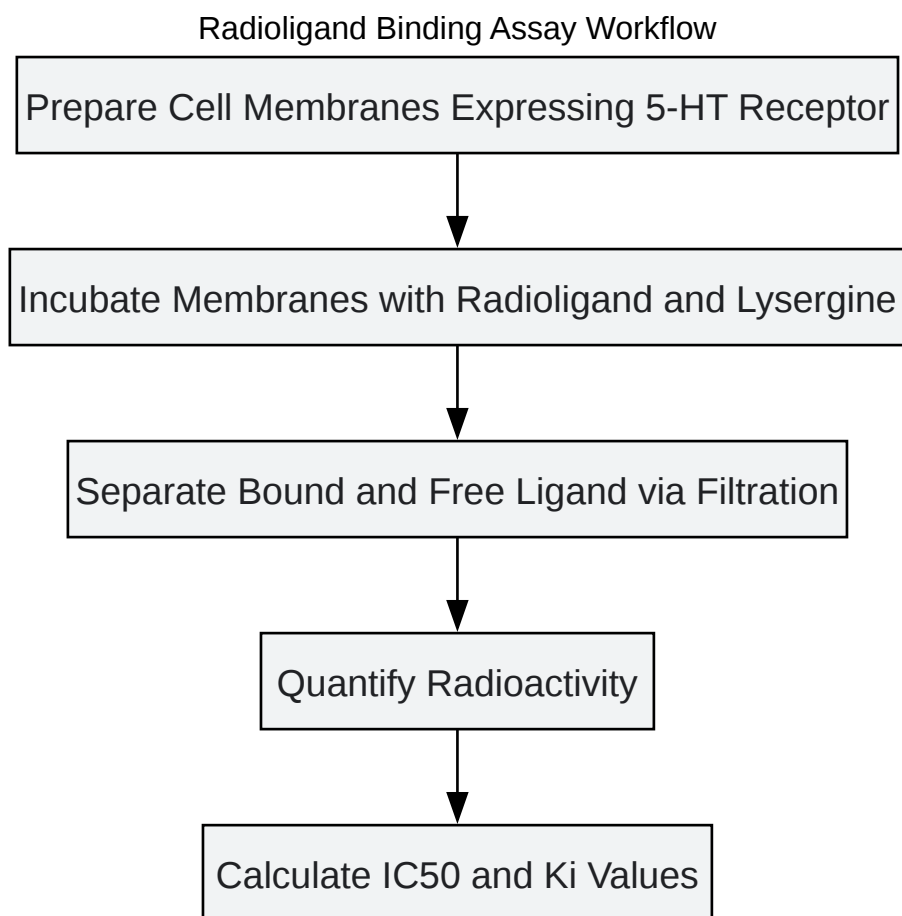 Radioligand Binding Assay Workflow
Prepare Cell Membranes Expressing 5-HT Receptor
Incubate Membranes with Radioligand and Lysergine
Separate Bound and Free Ligand via Filtration
Quantify Radioactivity
Calculate IC50 and Ki Values